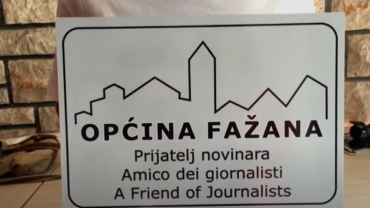 OPĆINA FAŽANA
Prijatelj novinara
Amico dei giornalisti
A Friend of Journalists